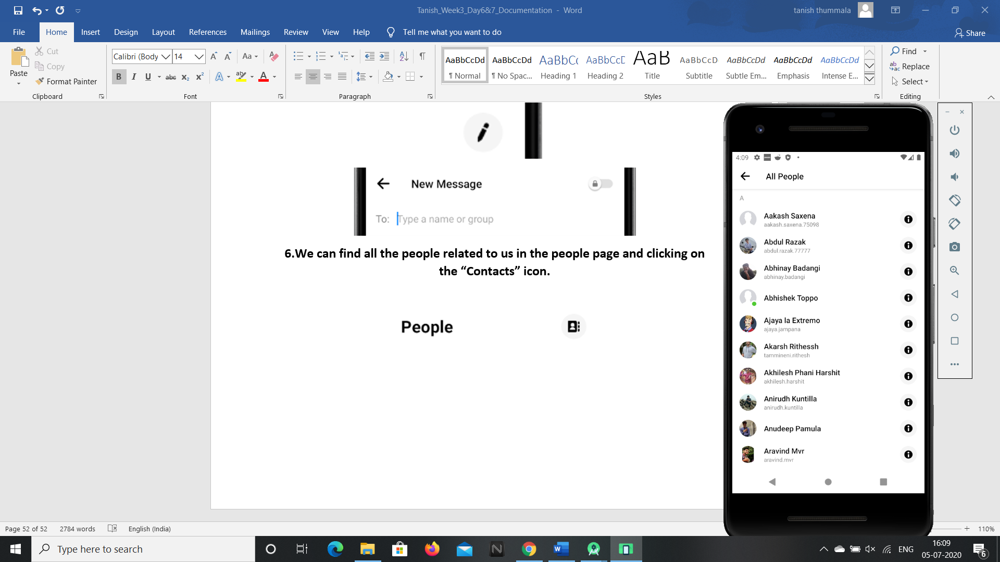 Tanish_Week3_Day6&7_Documentation - Word
tanish thummala
File
Home
Insert
Design
Layout
References
Mailings
Review
View
Help
Tell me what you want to do
Share
Paste
Cut
Copy
Format Painter
Clipboard
Calibri (Body
14
Font
Paragraph
AaBbCcDd
¶ Normal
AaBbCcDd
¶ No Spac...
AaBbCc
Heading 1
AaBbCcD
Heading 2
AaB
Title
AaBbCcD
Subtitle
AaBbCcDd
Subtle Em...
AaBbCcDd
Emphasis
AaBbCcDd
Intense E...
Styles
Find
Replace
Select
Editing
New Message
To: Type a name or group
6.We can find all the people related to us in the people page and clicking on
the “Contacts” icon.
People
4:09
All People
A
Aakash Saxena
aakash.saxena.75098
Abdul Razak
abdul.razak.77777
Abhinay Badangi
abhinay.badangi
Abhishek Toppo
Ajaya la Extremo
ajaya.jampana
Akarsh Rithessh
tammineni.rithesh
Akhilesh Phani Harshit
akhilesh.harshit
Anirudh Kuntilla
anirudh.kuntilla
Anudeep Pamula
Aravind Mvr
aravind.mvr
Page 52 of 52
2784 words
English (India)
110%
Type here to search
ENG
16:09
05-07-2020
6